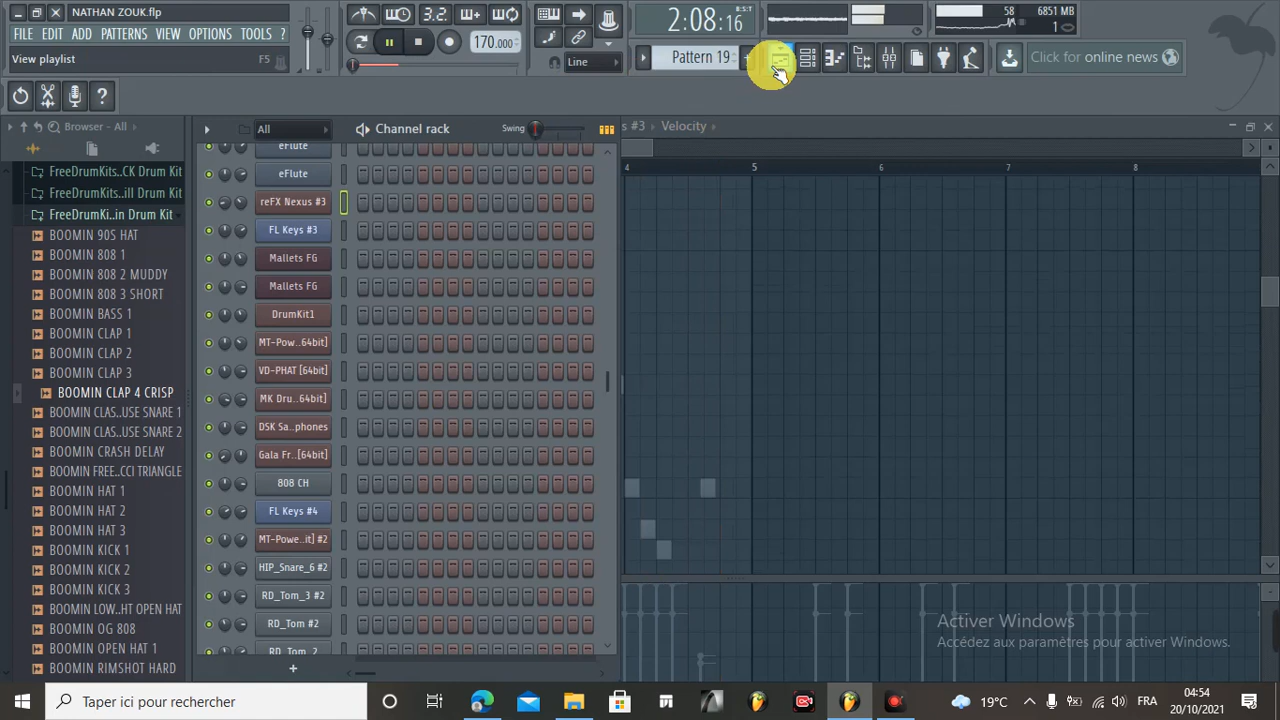 NATHAN ZOUK.flp
FILE EDIT ADD PATTERNS VIEW OPTIONS TOOLS ?
View playlist F5
3.2.
170.000
2:08:16
B:S:T
58
6851 MB
1
Line
Pattern 19
Click for online news
Browser - All
All
Channel rack
Swing
s #3 Velocity
FreeDrumKits..CK Drum Kit
FreeDrumKits..ill Drum Kit
FreeDrumKi..in Drum Kit
BOOMIN 90S HAT
BOOMIN 808 1
BOOMIN 808 2 MUDDY
BOOMIN 808 3 SHORT
BOOMIN BASS 1
BOOMIN CLAP 1
BOOMIN CLAP 2
BOOMIN CLAP 3
BOOMIN CLAP 4 CRISP
BOOMIN CLAS..USE SNARE 1
BOOMIN CLAS..USE SNARE 2
BOOMIN CRASH DELAY
BOOMIN FREE..CCI TRIANGLE
BOOMIN HAT 1
BOOMIN HAT 2
BOOMIN HAT 3
BOOMIN KICK 1
BOOMIN KICK 2
BOOMIN KICK 3
BOOMIN LOW..HT OPEN HAT
BOOMIN OG 808
BOOMIN OPEN HAT 1
BOOMIN RIMSHOT HARD
eFlute
eFlute
reFX Nexus #3
FL Keys #3
Mallets FG
Mallets FG
DrumKit1
MT-Pow.. [64bit]
VD-PHAT [64bit]
MK Dru..64bit]
DSK Sa..phones
Gala Fr..[64bit]
808 CH
FL Keys #4
MT-Powe..it] #2
HIP_Snare_6 #2
RD_Tom_3 #2
RD_Tom #2
RD_Tom_2
4 5 6 7 8
Activer Windows
Accédez aux paramètres pour activer Windows.
Taper ici pour rechercher
19°C
FRA
04:54
20/10/2021